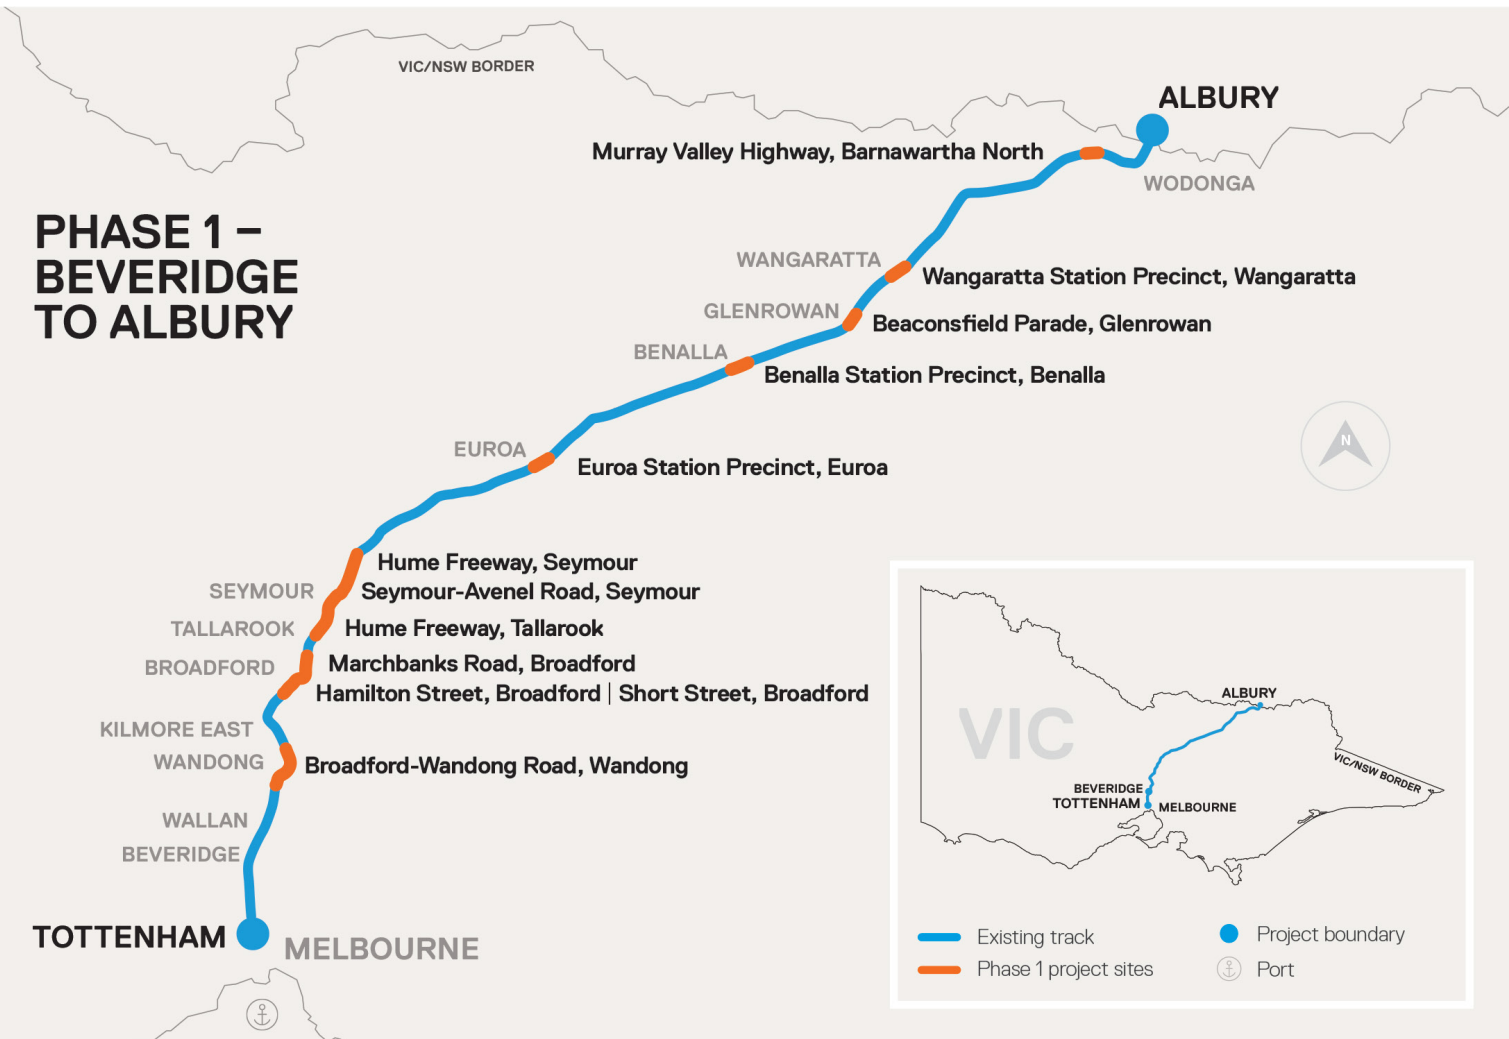 VIC/NSW BORDER
ALBURY
Murray Valley Highway, Barnawartha North
WODONGA
PHASE 1 –
BEVERIDGE
TO ALBURY
WANGARATTA
Wangaratta Station Precinct, Wangaratta
GLENROWAN
Beaconsfield Parade, Glenrowan
BENALLA
Benalla Station Precinct, Benalla
N
EUROA
Euroa Station Precinct, Euroa
Hume Freeway, Seymour
SEYMOUR
Seymour-Avenel Road, Seymour
TALLAROOK
Hume Freeway, Tallarook
BROADFORD
Marchbanks Road, Broadford
Hamilton Street, Broadford | Short Street, Broadford
KILMORE EAST
WANDONG
Broadford-Wandong Road, Wandong
WALLAN
BEVERIDGE
TOTTENHAM
MELBOURNE
ALBURY
VIC
VIC/NSW BORDER
BEVERIDGE
TOTTENHAM
MELBOURNE
Existing track
Project boundary
Phase 1 project sites
Port